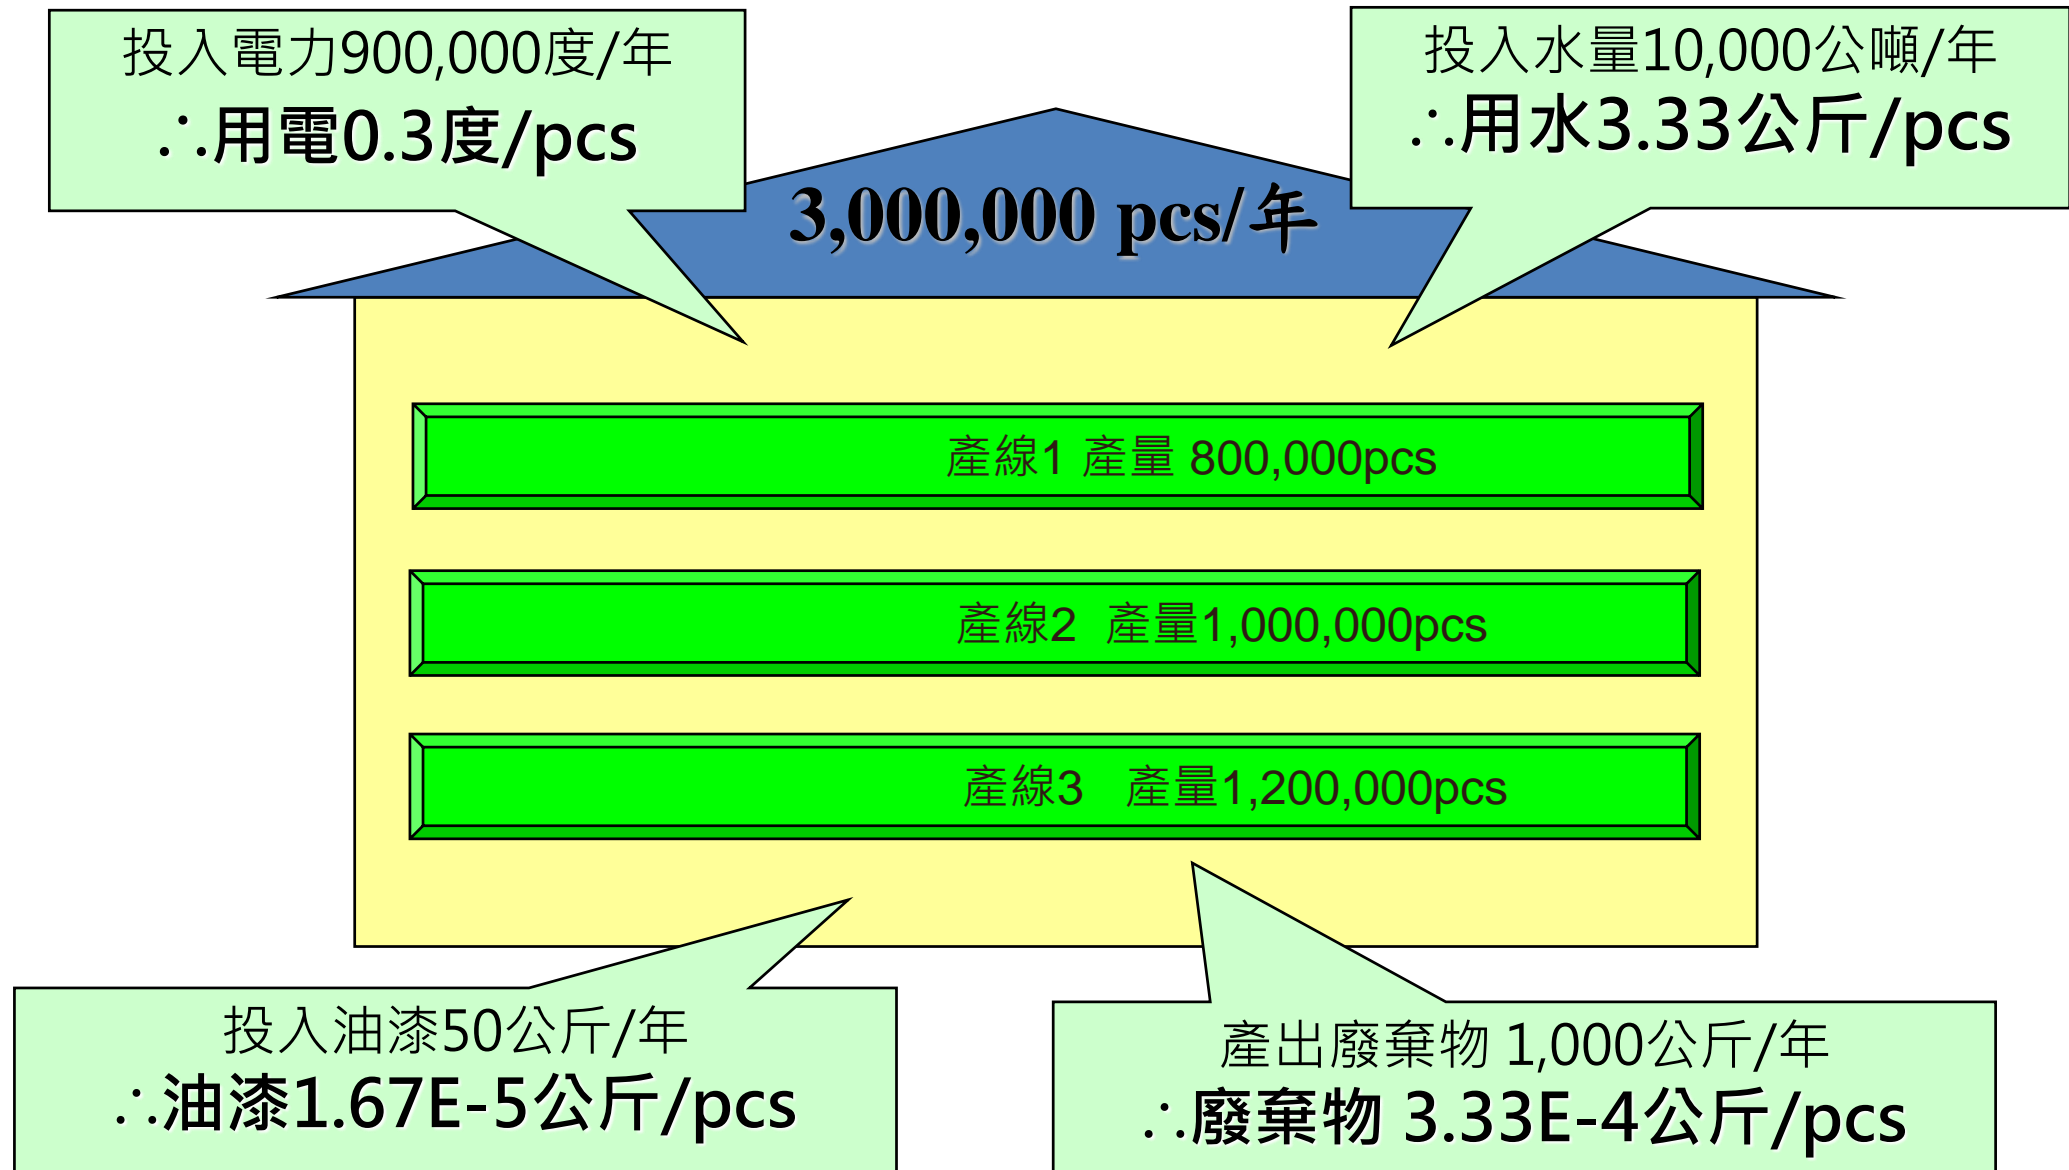 投入電力900,000度/年
∴用電0.3度/pcs
投入水量10,000公噸/年
∴用水3.33公斤/pcs
3,000,000 pcs/年
產線1 產量 800,000pcs
產線2 產量1,000,000pcs
產線3 產量1,200,000pcs
投入油漆50公斤/年
∴油漆1.67E-5公斤/pcs
產出廢棄物 1,000公斤/年
∴廢棄物 3.33E-4公斤/pcs